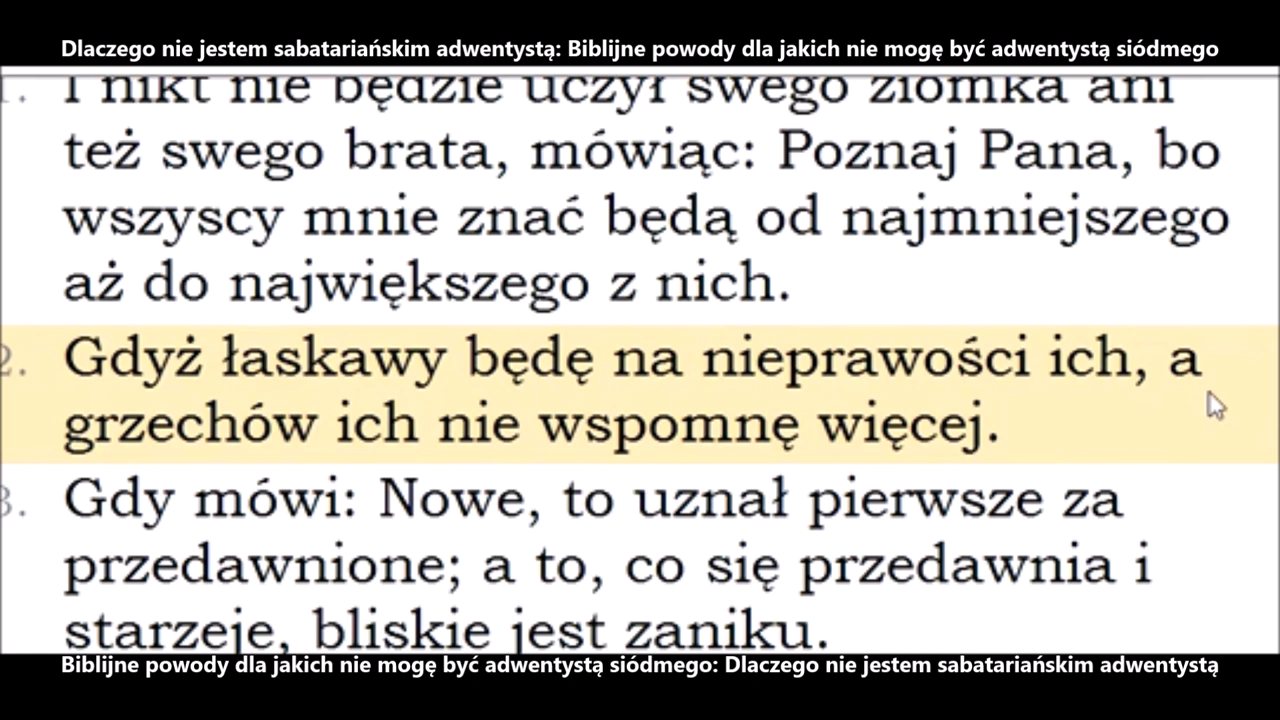 Dlaczego nie jestem sabatariańskim adwentystą: Biblijne powody dla jakich nie mogę być adwentystą siódmego
1. I nikt nie będzie uczył swego ziomka ani
też swego brata, mówiąc: Poznaj Pana, bo
wszyscy mnie znać będą od najmniejszego
aż do największego z nich.
2. Gdyż łaskawy będę na nieprawości ich, a
grzechów ich nie wspomnę więcej.
3. Gdy mówi: Nowe, to uznał pierwsze za
przedawnione; a to, co się przedawnia i
starzeje, bliskie jest zaniku.
Biblijne powody dla jakich nie mogę być adwentystą siódmego: Dlaczego nie jestem sabatariańskim adwentystą